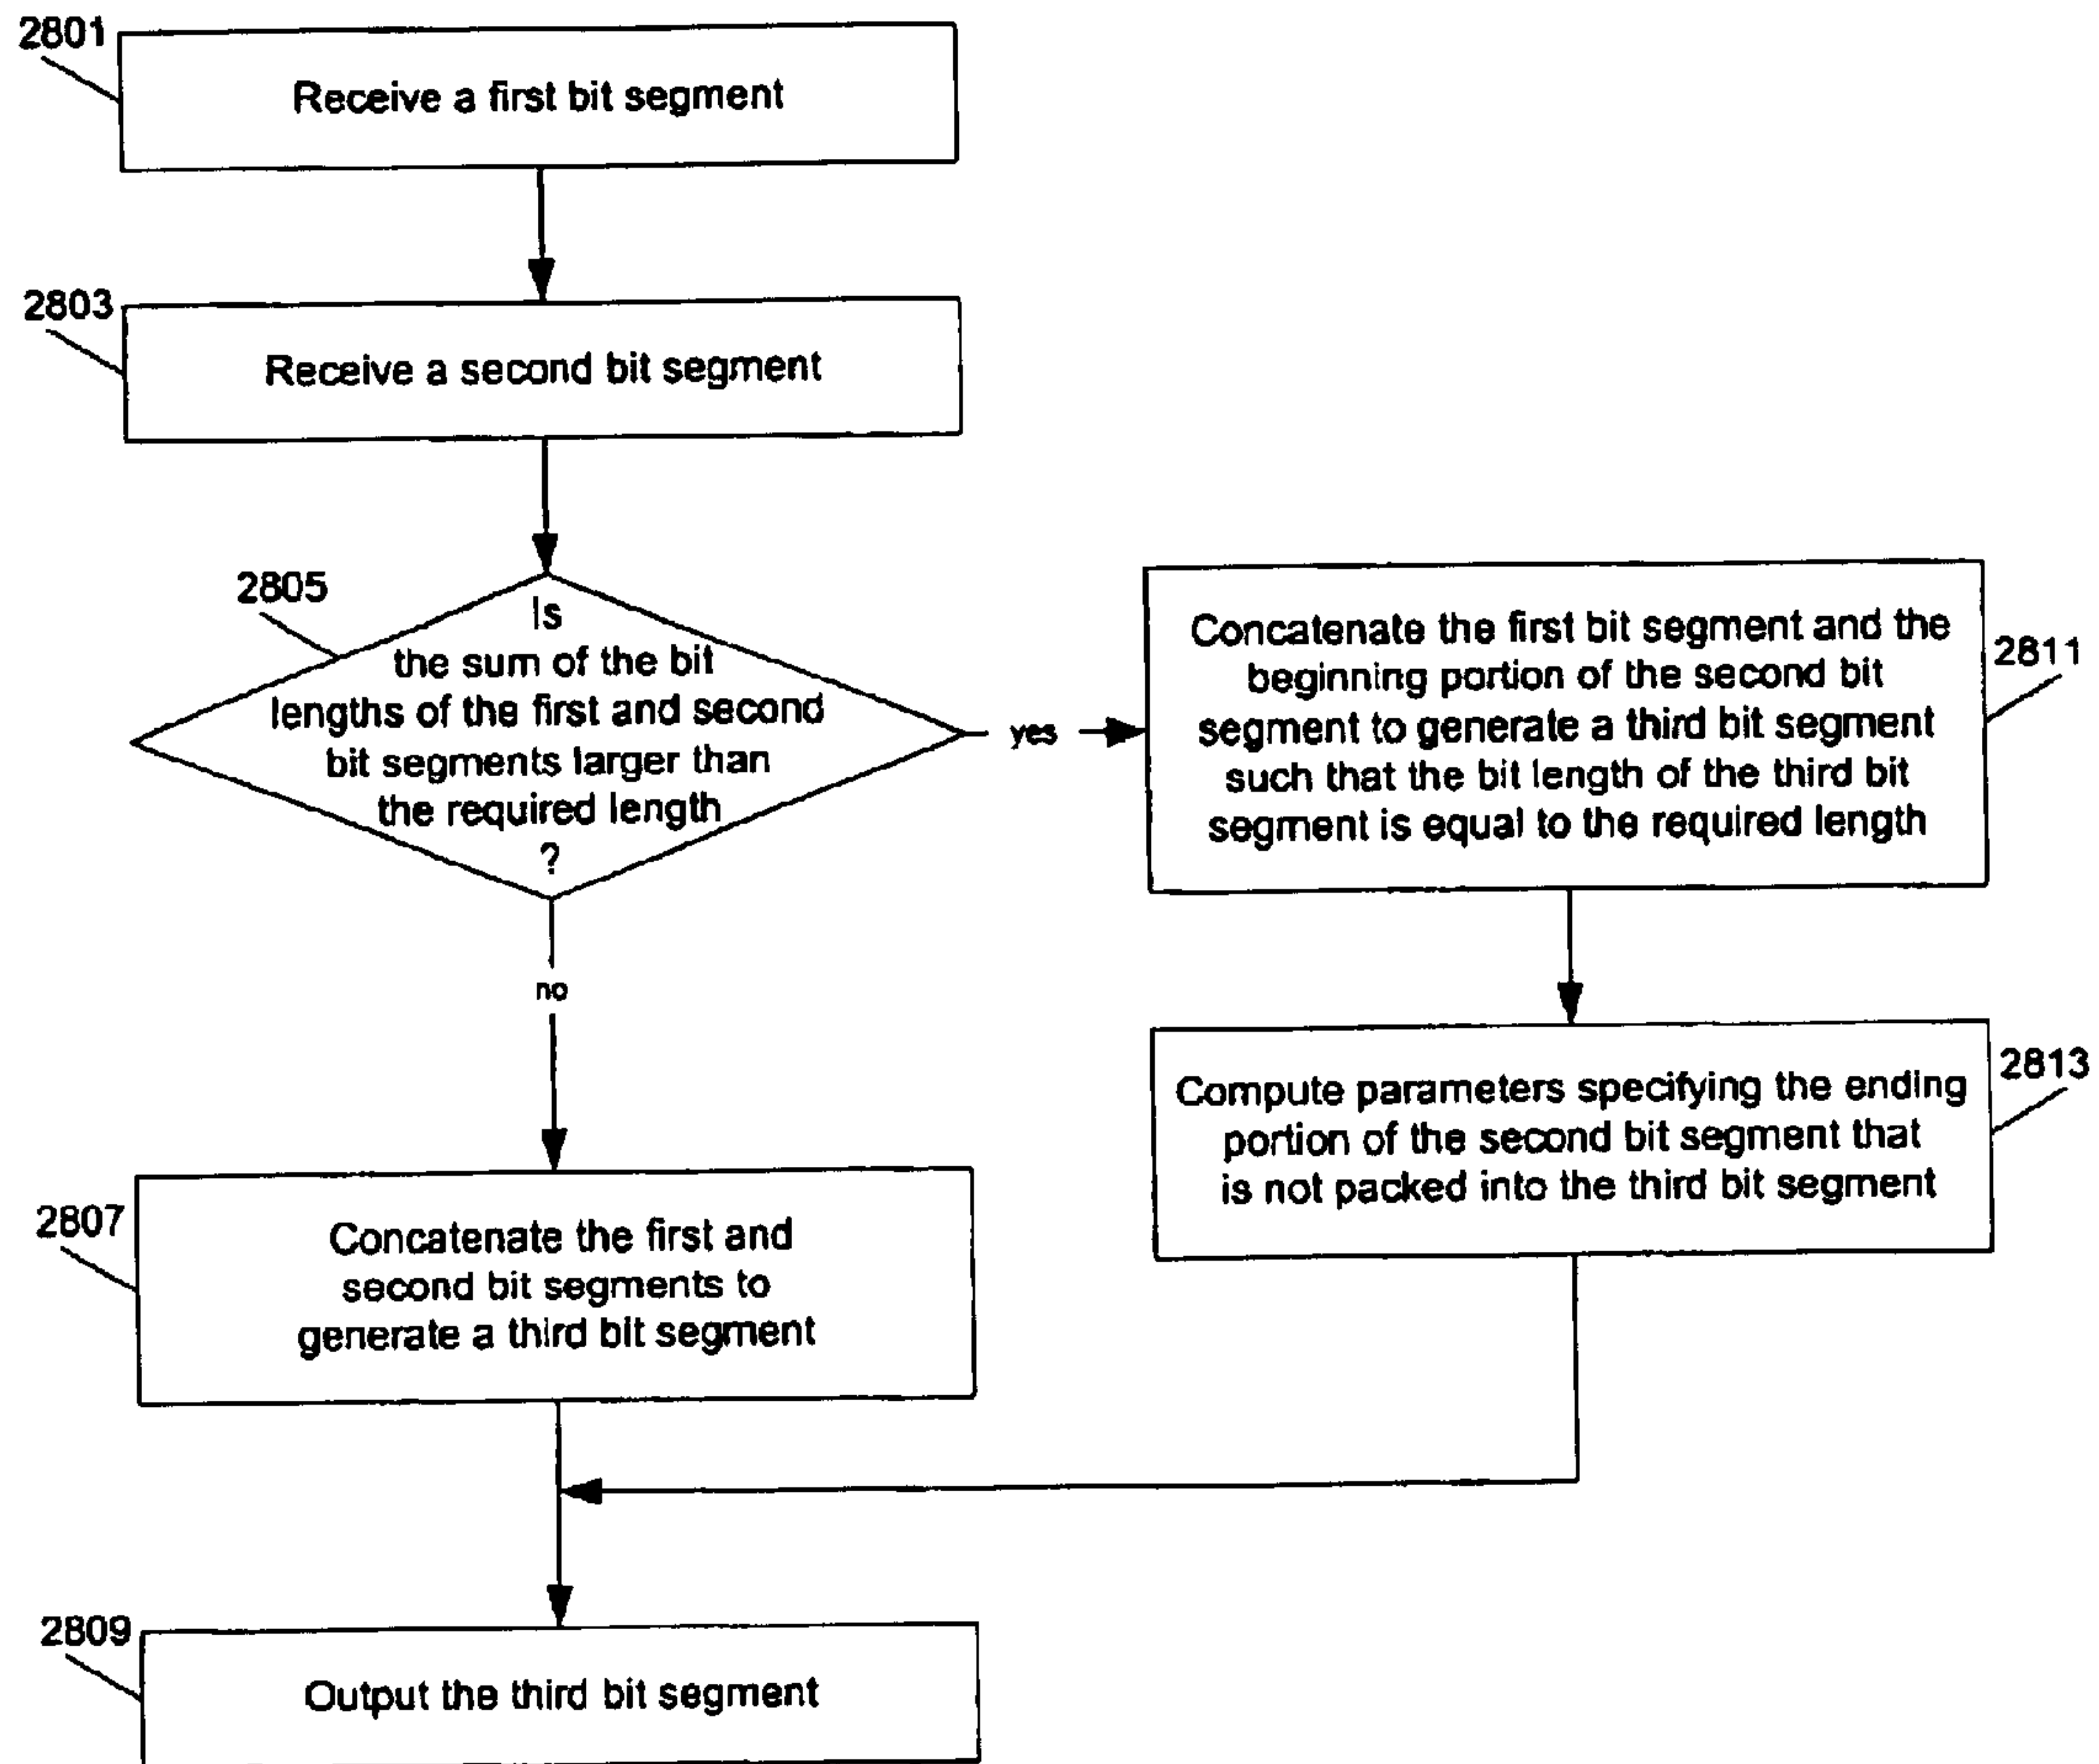 2801
Receive a first bit segment
2803
Receive a second bit segment
2805
Is
the sum of the bit
lengths of the first and second
bit segments larger than
the required length
?
yes
Concatenate the first bit segment and the
beginning portion of the second bit
segment to generate a third bit segment
such that the bit length of the third bit
segment is equal to the required length
2811
no
Compute parameters specifying the ending
portion of the second bit segment that
is not packed into the third bit segment
2813
2807
Concatenate the first and
second bit segments to
generate a third bit segment
2809
Output the third bit segment